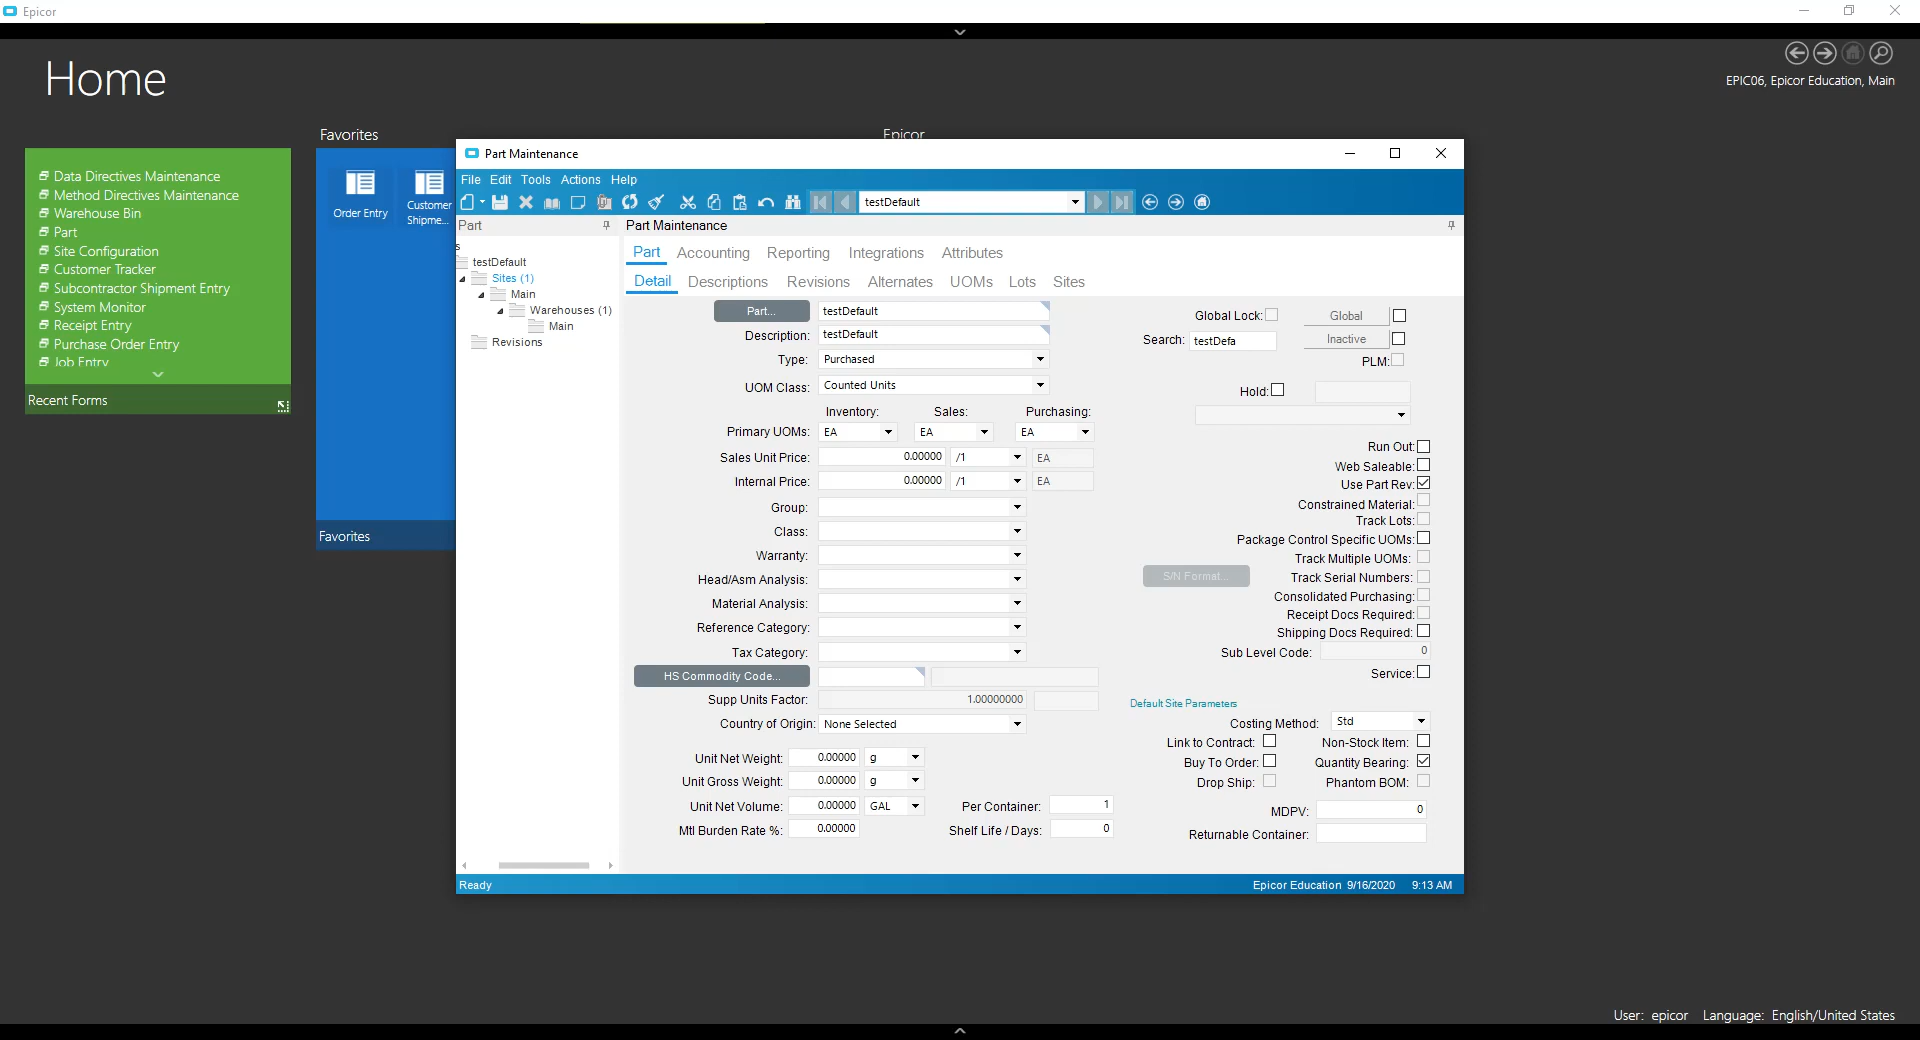 Epicor
Home
EPIC06, Epicor Education, Main
Favorites
Epicor
Data Directives Maintenance
Method Directives Maintenance
Warehouse Bin
Part
Site Configuration
Customer Tracker
Subcontractor Shipment Entry
System Monitor
Receipt Entry
Purchase Order Entry
Job Entry
Recent Forms
Order Entry
Customer Shipme...
Favorites
Part Maintenance
File Edit Tools Actions Help
testDefault
Part
s
testDefault
Sites (1)
Main
Warehouses (1)
Main
Revisions
Part Maintenance
Part Accounting Reporting Integrations Attributes
Detail Descriptions Revisions Alternates UOMs Lots Sites
Part... testDefault
Description: testDefault
Type: Purchased
UOM Class: Counted Units
Inventory: Sales: Purchasing:
Primary UOMs: EA EA EA
Sales Unit Price: 0.00000 /1 EA
Internal Price: 0.00000 /1 EA
Group:
Class:
Warranty:
Head/Asm Analysis:
Material Analysis:
Reference Category:
Tax Category:
HS Commodity Code...
Supp Units Factor: 1.00000000
Country of Origin: None Selected
Unit Net Weight: 0.00000 g
Unit Gross Weight: 0.00000 g
Unit Net Volume: 0.00000 GAL Per Container: 1
Mtl Burden Rate %: 0.00000 Shelf Life / Days: 0
Global Lock: Global
Search: testDefa Inactive
PLM:
Hold:
Run Out:
Web Saleable:
Use Part Rev:
Constrained Material:
Track Lots:
Package Control Specific UOMs:
Track Multiple UOMs:
S/N Format... Track Serial Numbers:
Consolidated Purchasing:
Receipt Docs Required:
Shipping Docs Required:
Sub Level Code: 0
Service:
Default Site Parameters
Costing Method: Std
Link to Contract: Non-Stock Item:
Buy To Order: Quantity Bearing:
Drop Ship: Phantom BOM:
MDPV: 0
Returnable Container:
Ready Epicor Education 9/16/2020 9:13 AM
User: epicor Language: English/United States